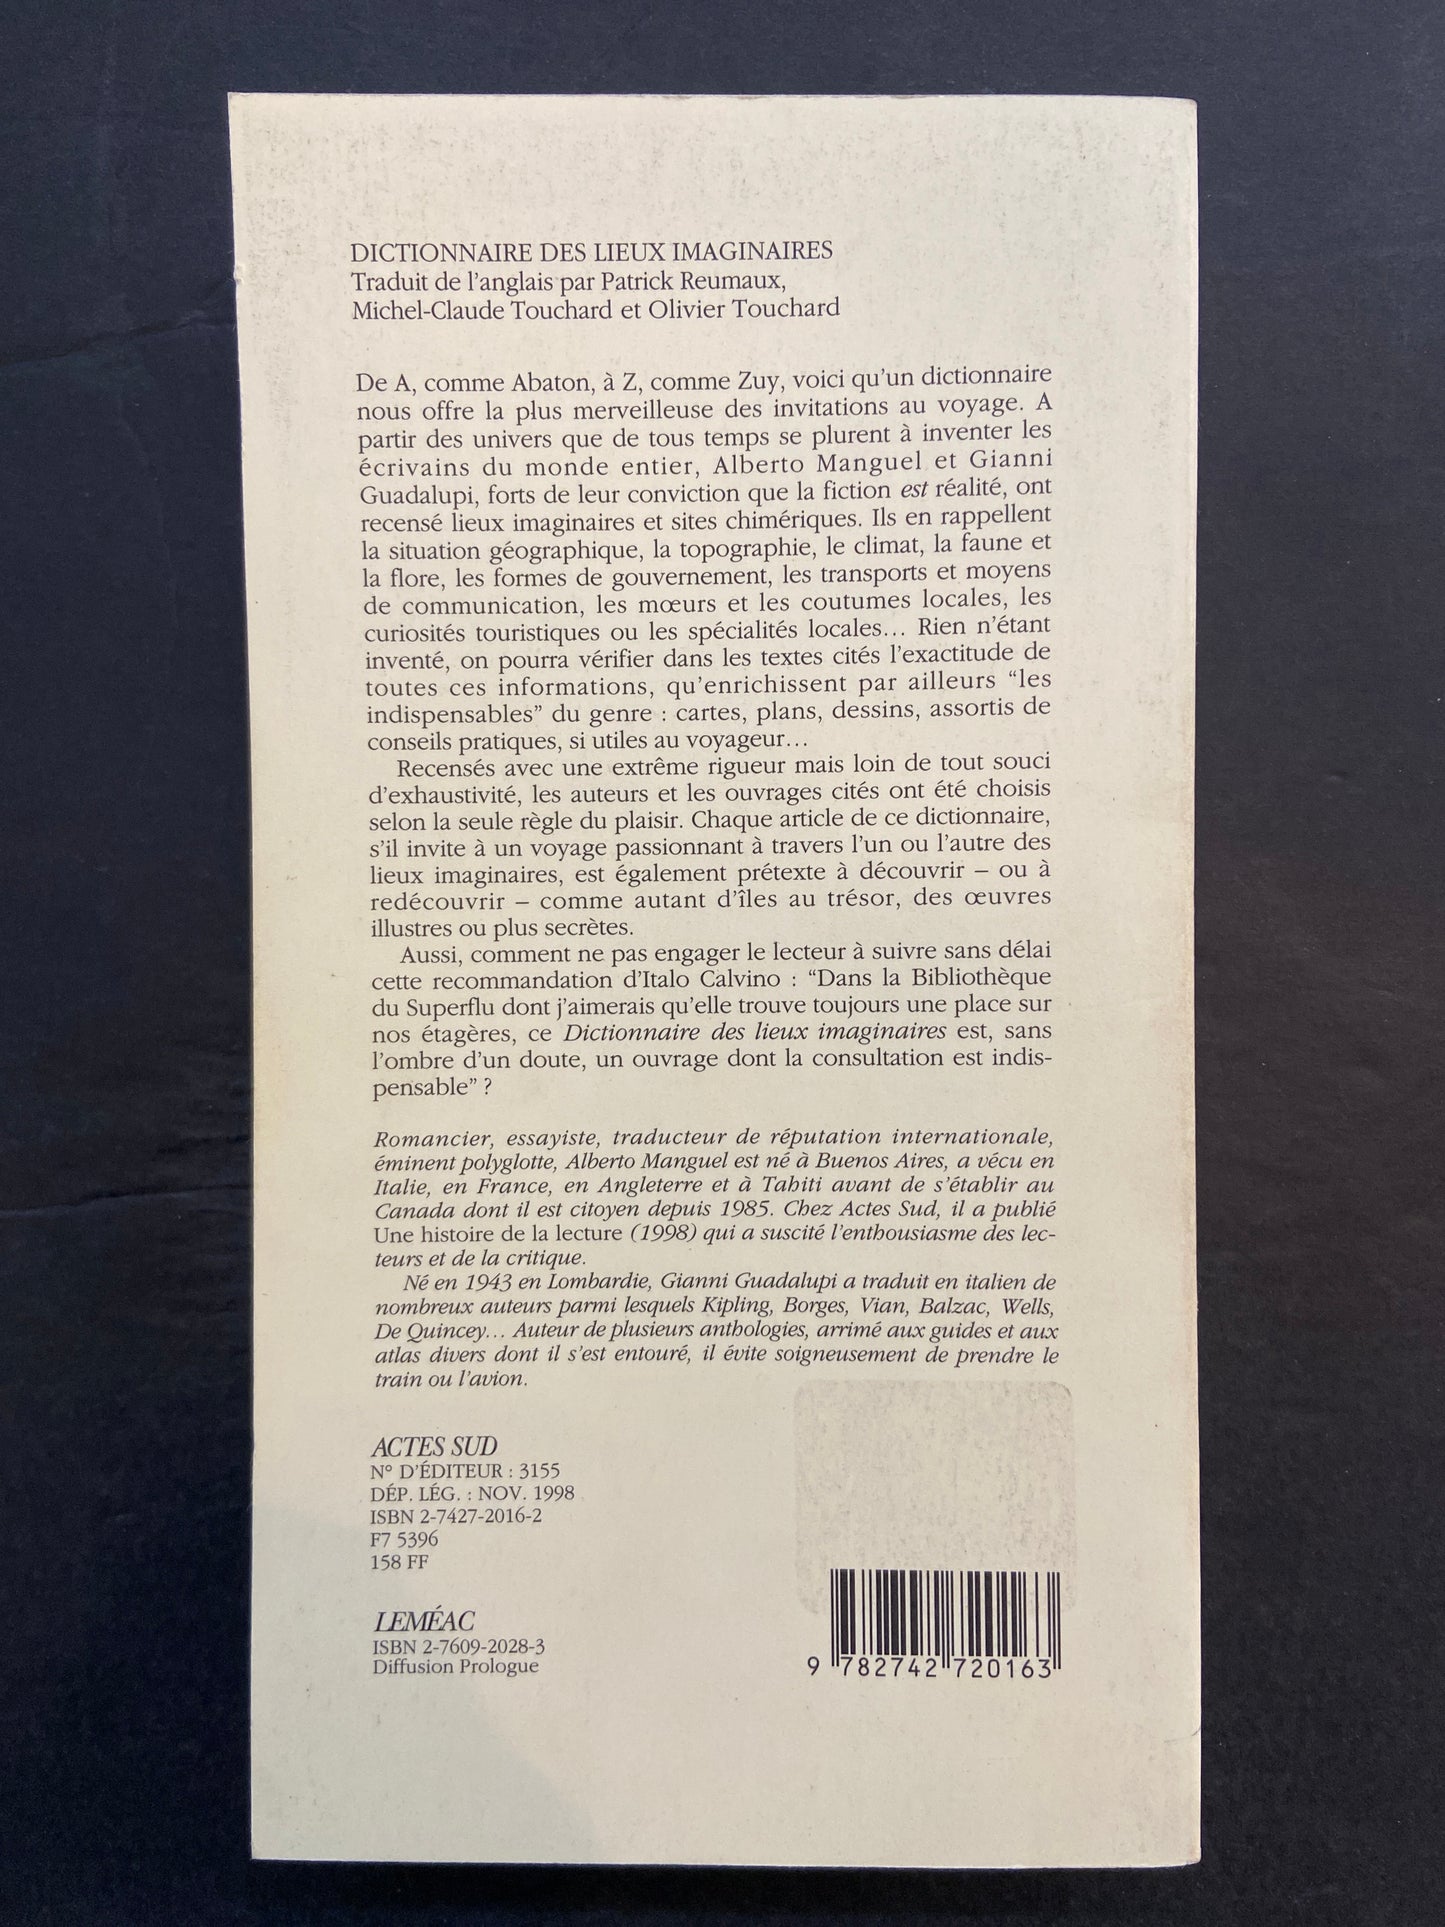 DICTIONNAIRE DES LIEUX IMAGINAIRES
Traduit de l'anglais par Patrick Reumaux,
Michel-Claude Touchard et Olivier Touchard
De A, comme Abaton, à Z, comme Zuy, voici qu'un dictionnaire
nous offre la plus merveilleuse des invitations au voyage. A
partir des univers que de tous temps se plurent à inventer les
écrivains du monde entier, Alberto Manguel et Gianni
Guadalupi, forts de leur conviction que la fiction est réalité, ont
recensé lieux imaginaires et sites chimériques. Ils en rappellent
la situation géographique, la topographie, le climat, la faune et
la flore, les formes de gouvernement, les transports et moyens
de communication, les mœurs et les coutumes locales, les
curiosités touristiques ou les spécialités locales... Rien n'étant
inventé, on pourra vérifier dans les textes cités l'exactitude de
toutes ces informations, qu'enrichissent par ailleurs “les
indispensables” du genre : cartes, plans, dessins, assortis de
conseils pratiques, si utiles au voyageur...
Recensés avec une extrême rigueur mais loin de tout souci
d'exhaustivité, les auteurs et les ouvrages cités ont été choisis
selon la seule règle du plaisir. Chaque article de ce dictionnaire,
s'il invite à un voyage passionnant à travers l'un ou l'autre des
lieux imaginaires, est également prétexte à découvrir – ou à
redécouvrir – comme autant d'îles au trésor, des œuvres
illustres ou plus secrètes.
Aussi, comment ne pas engager le lecteur à suivre sans délai
cette recommandation d'Italo Calvino : “Dans la Bibliothèque
du Superflu dont j'aimerais qu'elle trouve toujours une place sur
nos étagères, ce Dictionnaire des lieux imaginaires est, sans
l'ombre d'un doute, un ouvrage dont la consultation est indis-
pensable” ?
Romancier, essayiste, traducteur de réputation internationale,
éminent polyglotte, Alberto Manguel est né à Buenos Aires, a vécu en
Italie, en France, en Angleterre et à Tahiti avant de s'établir au
Canada dont il est citoyen depuis 1985. Chez Actes Sud, il a publié
Une histoire de la lecture (1998) qui a suscité l'enthousiasme des lec-
teurs et de la critique.
Né en 1943 en Lombardie, Gianni Guadalupi a traduit en italien de
nombreux auteurs parmi lesquels Kipling, Borges, Vian, Balzac, Wells,
De Quincey... Auteur de plusieurs anthologies, arrimé aux guides et aux
atlas divers dont il s'est entouré, il évite soigneusement de prendre le
train ou l'avion.
ACTES SUD
N° D'ÉDITEUR : 3155
DÉP. LÉG. : NOV. 1998
ISBN 2-7427-2016-2
F7 5396
158 FF
LEMÉAC
ISBN 2-7609-2028-3
Diffusion Prologue
9 782742 720163